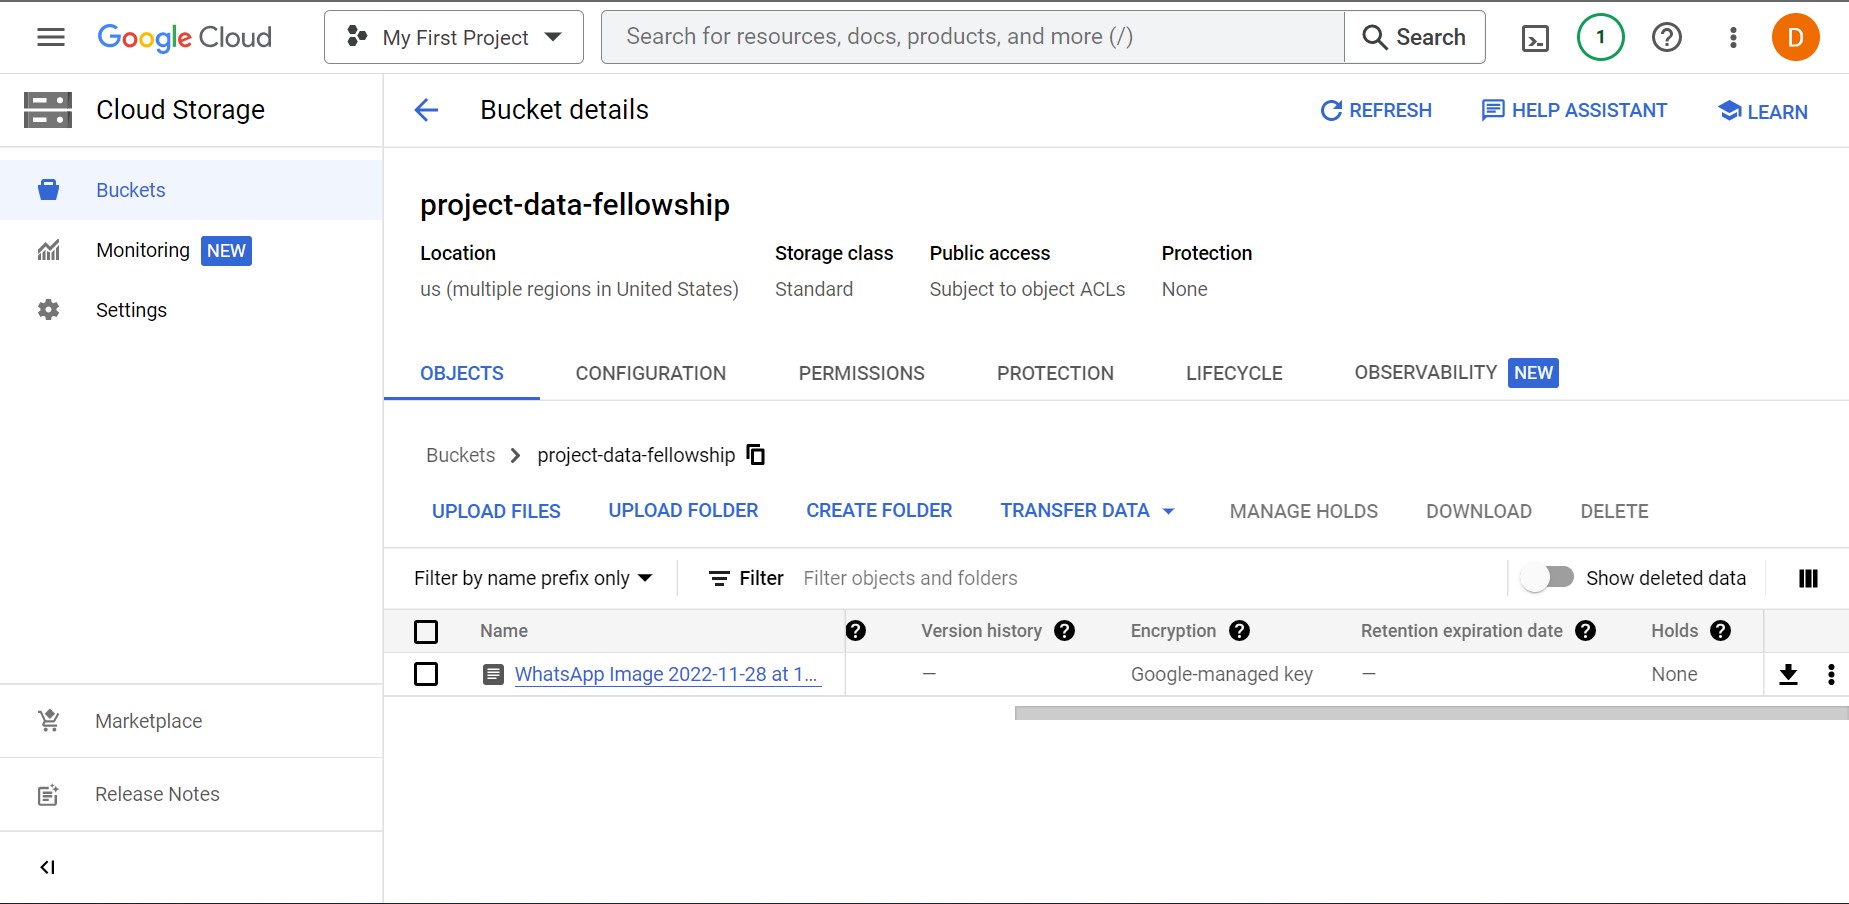 Google Cloud
My First Project
Search for resources, docs, products, and more (/)
Search
1
D
Cloud Storage
Bucket details
REFRESH
HELP ASSISTANT
LEARN
Buckets
Monitoring NEW
Settings
project-data-fellowship
Location Storage class Public access Protection
us (multiple regions in United States) Standard Subject to object ACLs None
OBJECTS CONFIGURATION PERMISSIONS PROTECTION LIFECYCLE OBSERVABILITY NEW
Buckets project-data-fellowship
UPLOAD FILES UPLOAD FOLDER CREATE FOLDER TRANSFER DATA MANAGE HOLDS DOWNLOAD DELETE
Filter by name prefix only Filter Filter objects and folders Show deleted data
Name Version history Encryption Retention expiration date Holds
WhatsApp Image 2022-11-28 at 1... — Google-managed key — None
Marketplace
Release Notes